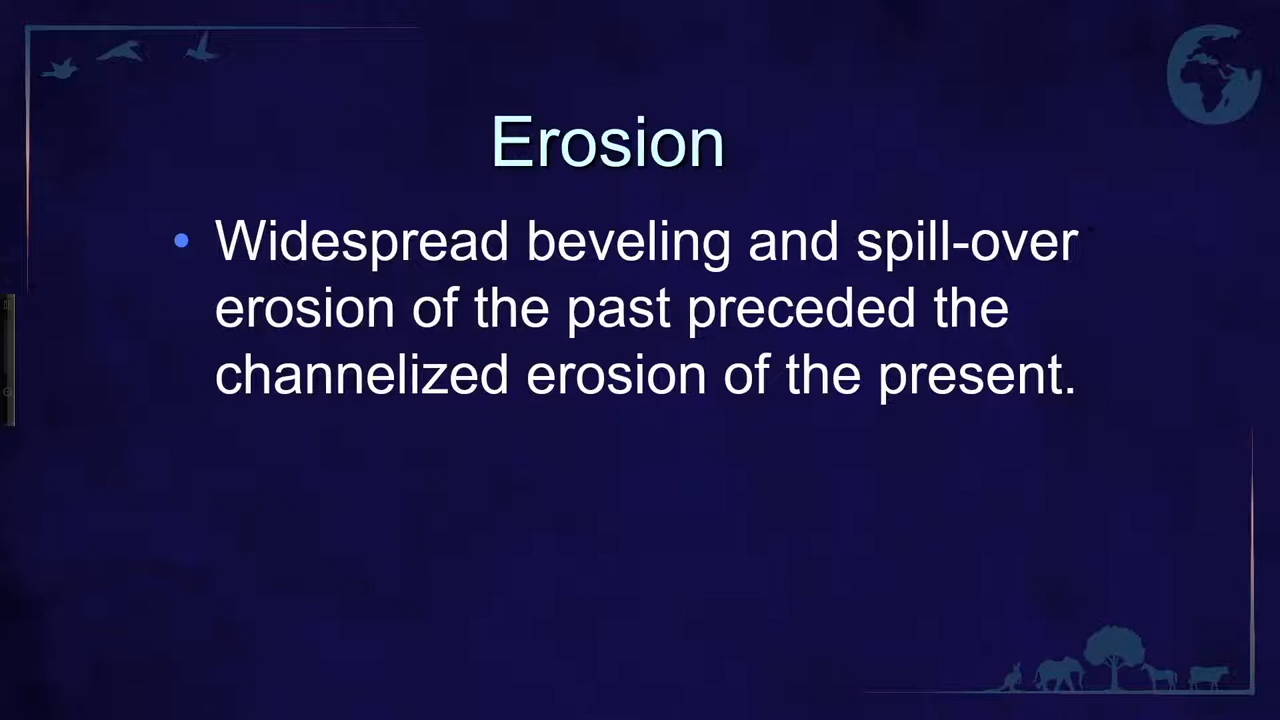 Erosion
• Widespread beveling and spill-over
erosion of the past preceded the
channelized erosion of the present.